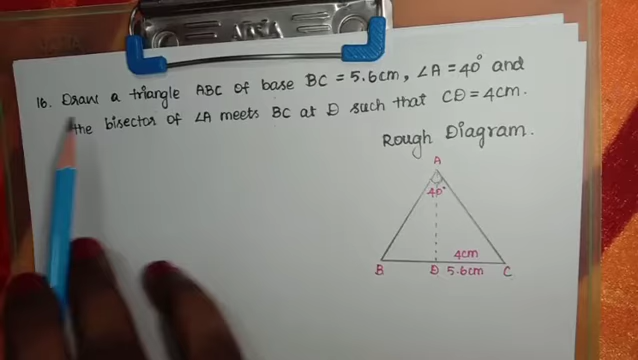 16. Draw a triangle ABC of base BC = 5.6cm, ∠A = 40° and
the bisector of ∠A meets BC at D such that CD = 4cm.
Rough Diagram.
A
40°
4cm
B D 5.6cm C